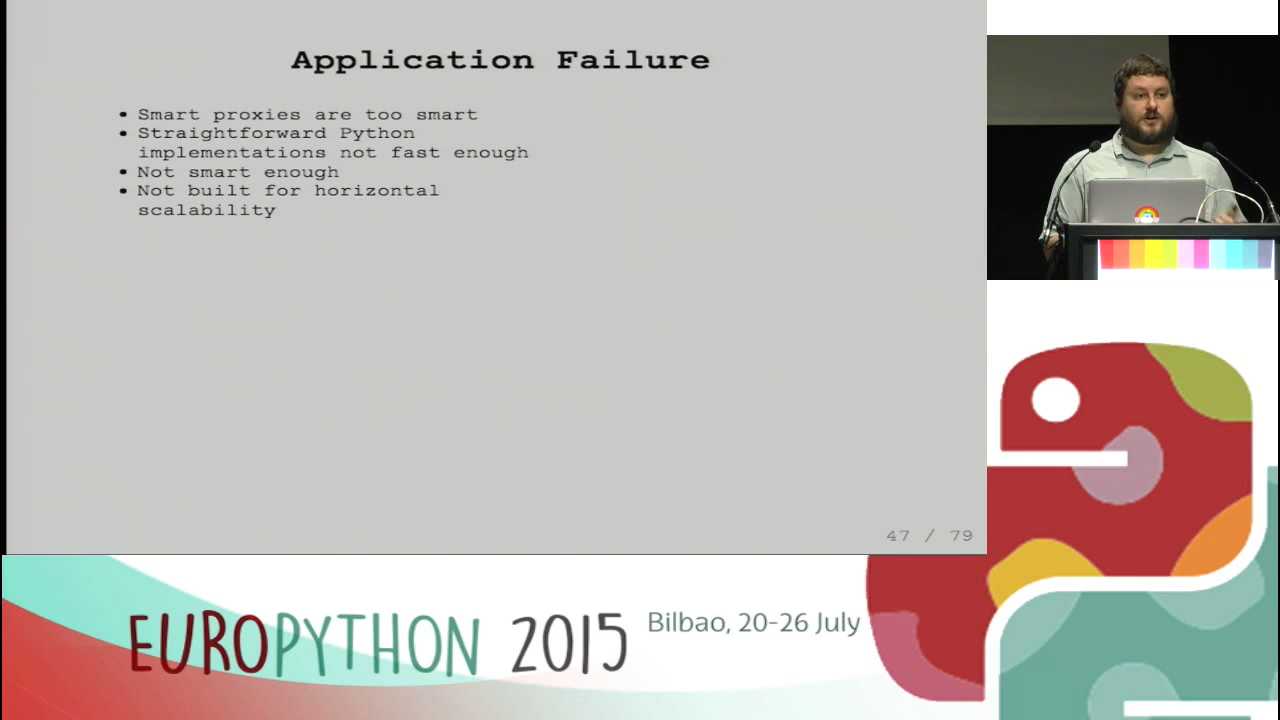 Application Failure
Smart proxies are too smart
Straightforward Python
implementations not fast enough
Not smart enough
Not built for horizontal
scalability
47 / 79
EUROPYTHON 2015
Bilbao, 20-26 July